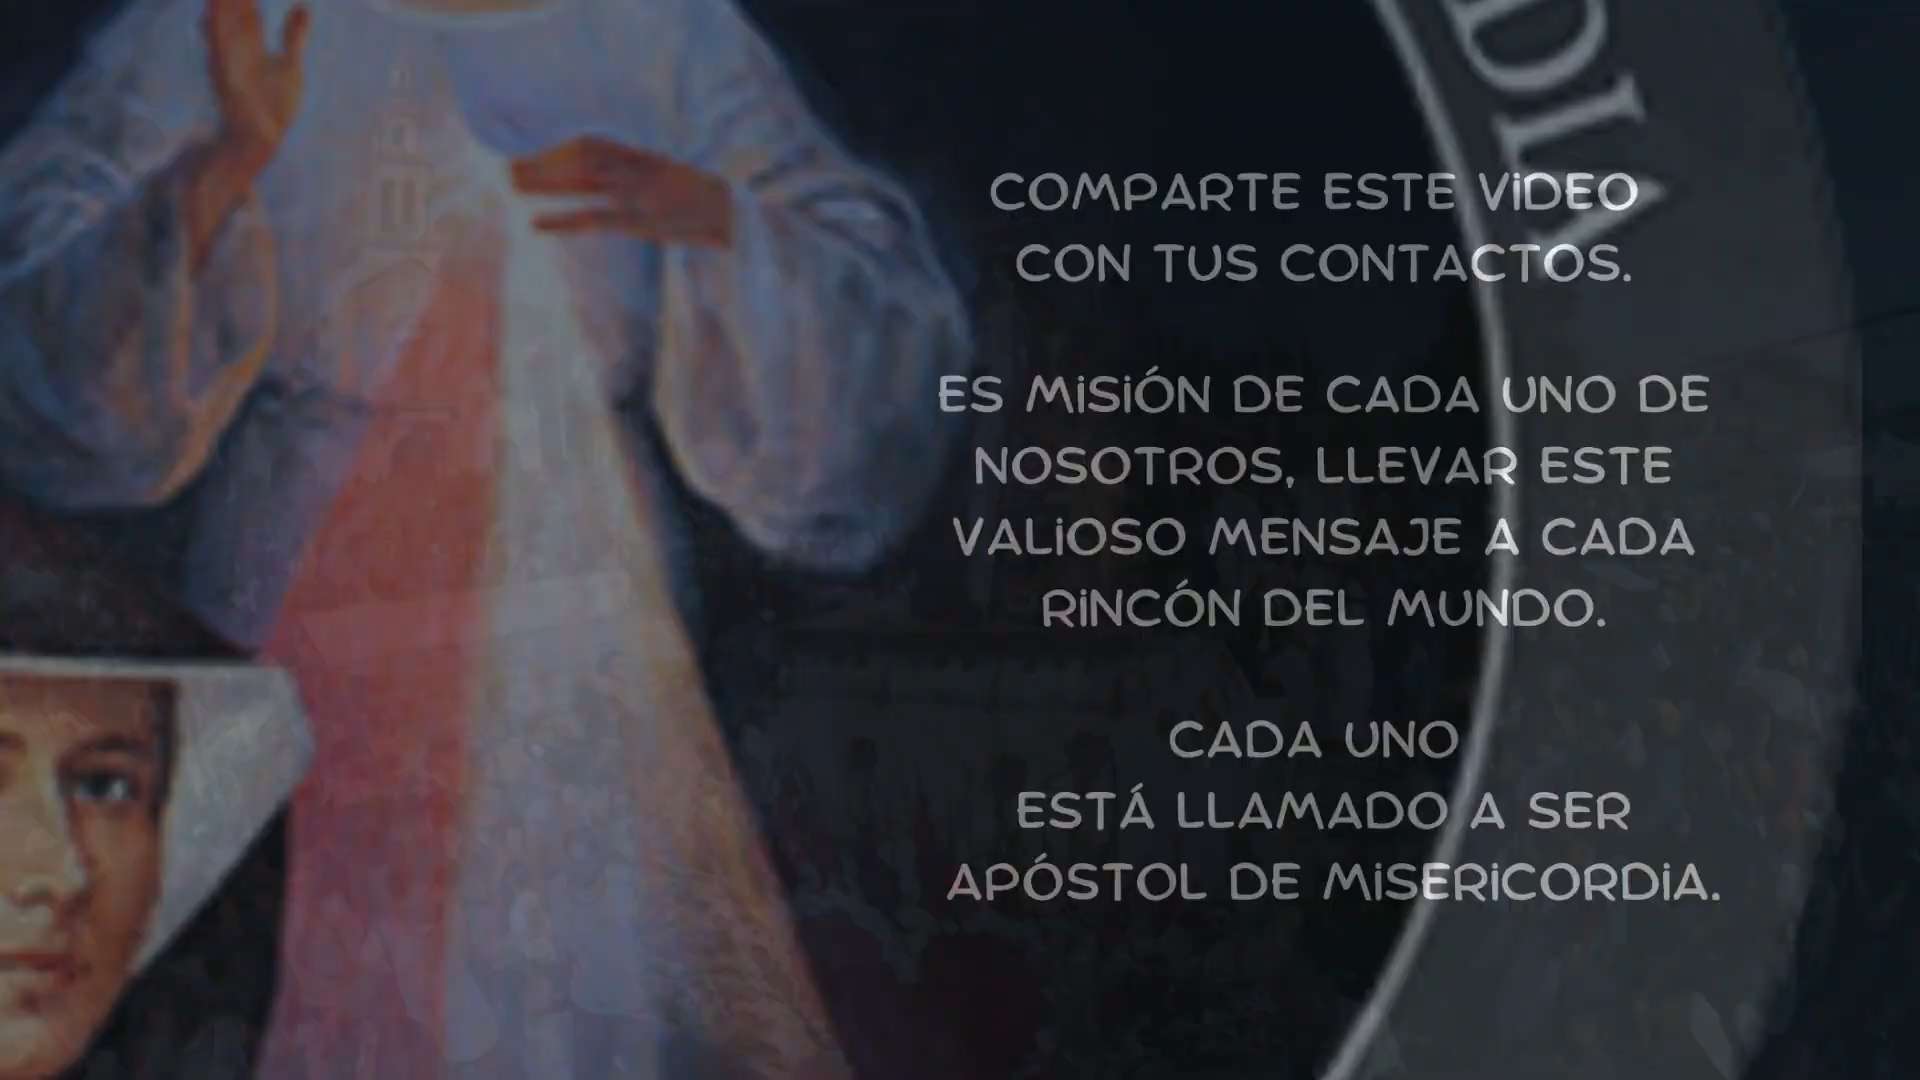 DIA
COMPARTE ESTE VIDEO
CON TUS CONTACTOS.
ES MISIÓN DE CADA UNO DE
NOSOTROS, LLEVAR ESTE
VALIOSO MENSAJE A CADA
RINCÓN DEL MUNDO.
CADA UNO
ESTÁ LLAMADO A SER
APÓSTOL DE MISERICORDIA.